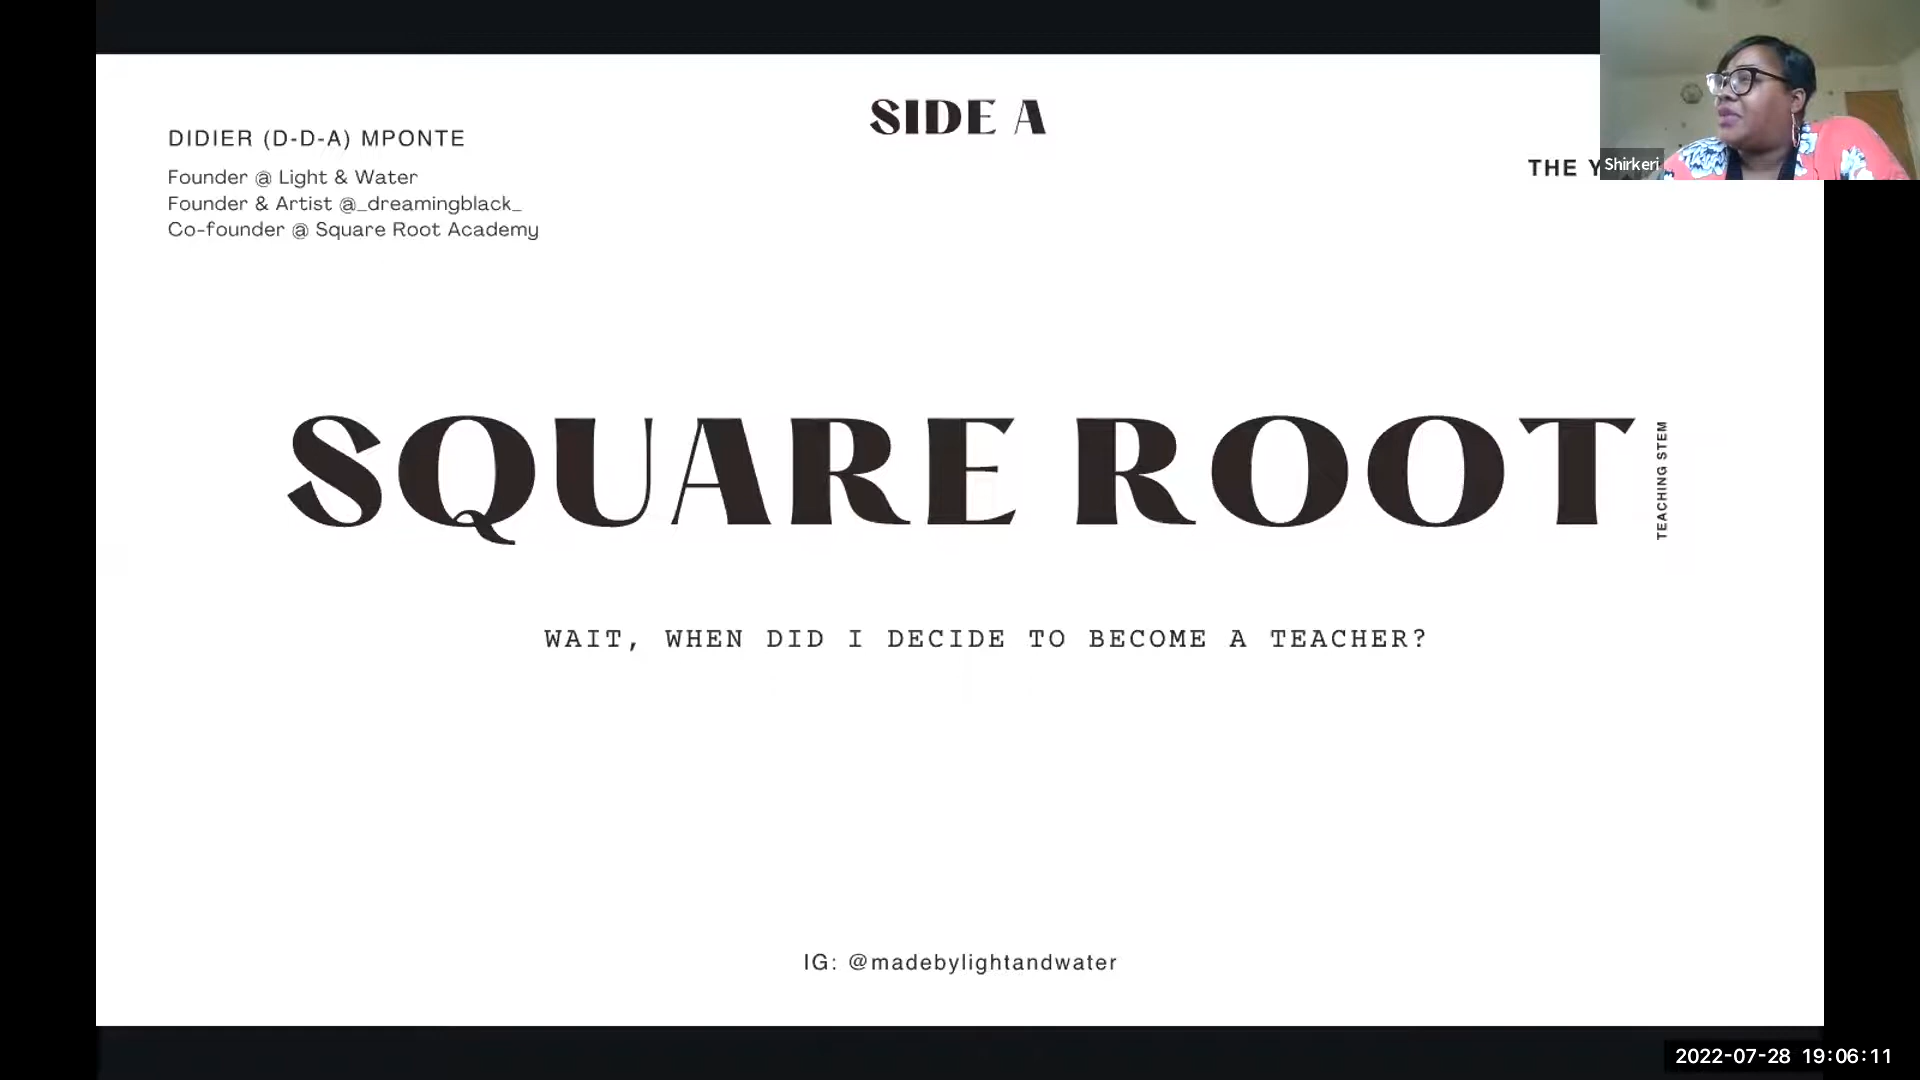 SIDE A
DIDIER (D-D-A) MPONTE
Founder @ Light & Water
Founder & Artist @_dreamingblack_
Co-founder @ Square Root Academy
THE
Shirkeri
SQUARE ROOT
TEACHING STEM
WAIT, WHEN DID I DECIDE TO BECOME A TEACHER?
IG: @madebylightandwater
2022-07-28 19:06:11